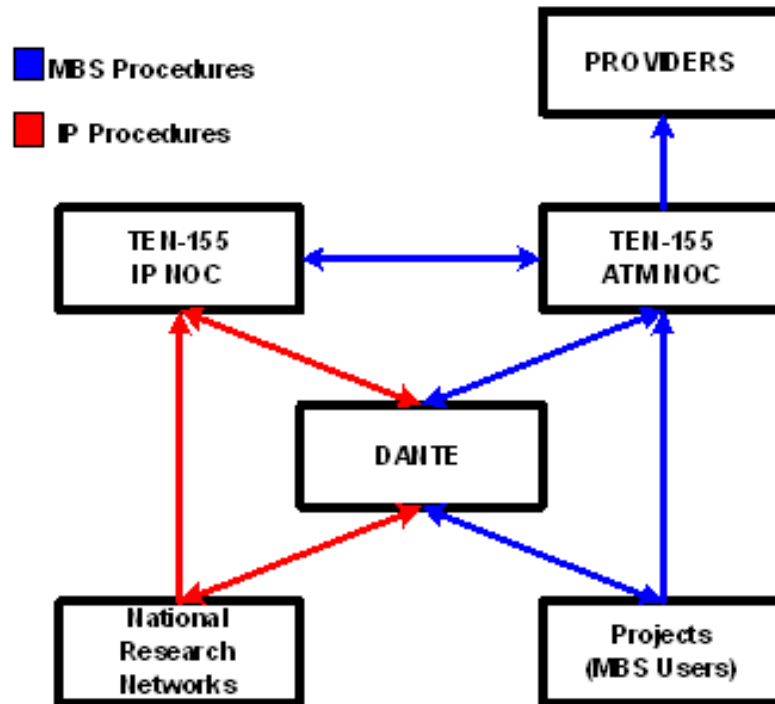 MBS Procedures
IP Procedures
PROVIDERS
TEN-155
IP NOC
TEN-155
ATM NOC
DANTE
National
Research
Networks
Projects
(MBS Users)